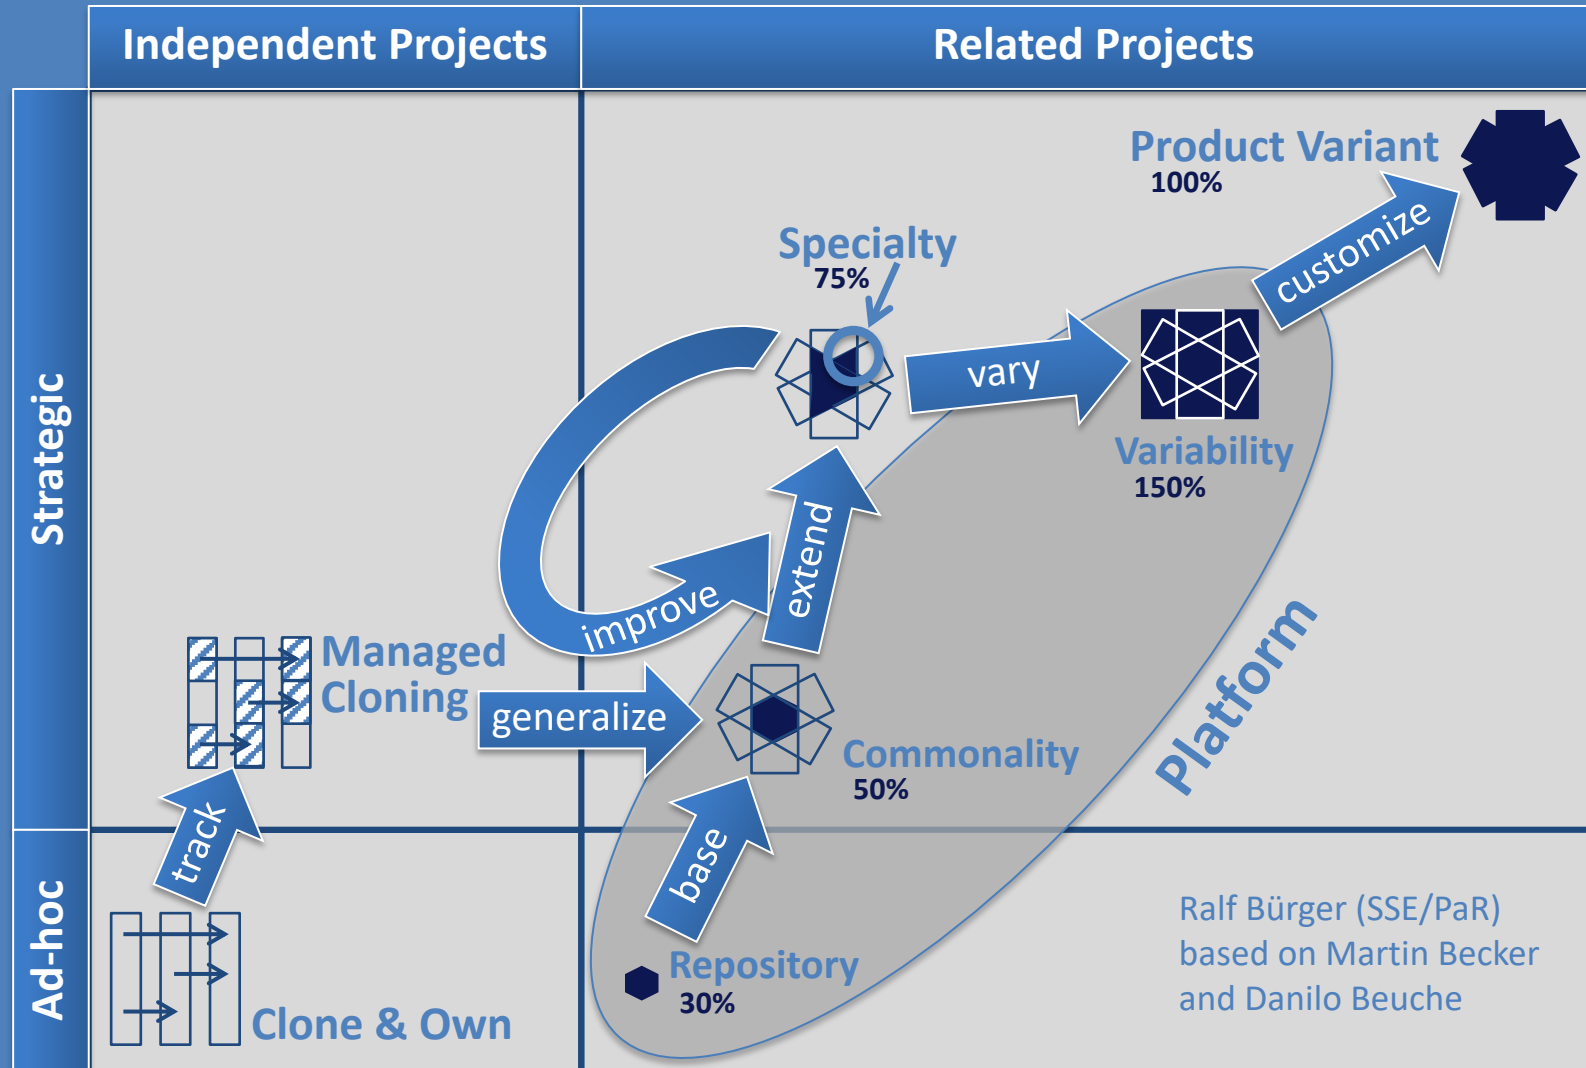 Independent Projects
Related Projects
Strategic
Ad-hoc
Product Variant
100%
customize
Specialty
75%
vary
Variability
150%
extend
improve
Managed
Cloning
generalize
Commonality
50%
Platform
track
base
Clone & Own
Repository
30%
Ralf Bürger (SSE/PaR)
based on Martin Becker
and Danilo Beuche